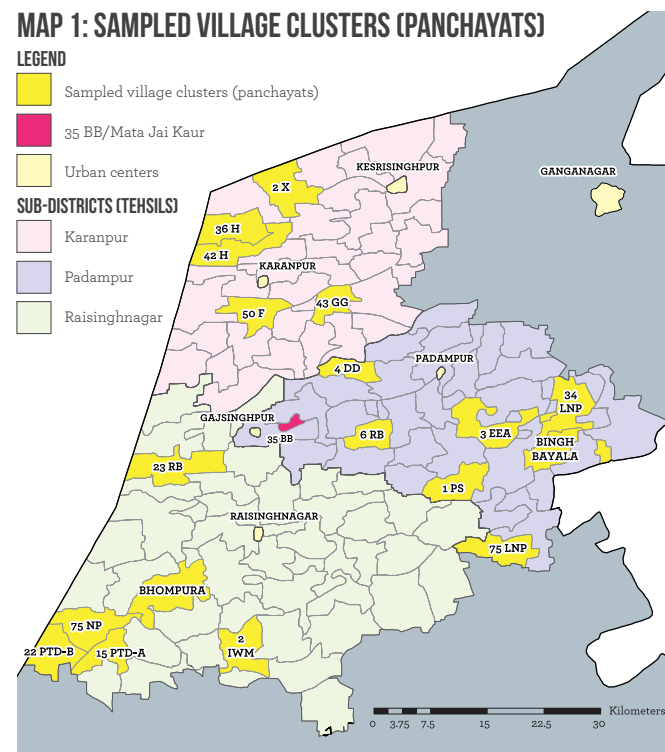 MAP 1: SAMPLED VILLAGE CLUSTERS (PANCHAYATS)
LEGEND
Sampled village clusters (panchayats)
35 BB/Mata Jai Kaur
Urban centers
SUB-DISTRICTS (TEHSILS)
Karanpur
Padampur
Raisinghnagar
KESRISINGHPUR
GANGANAGAR
2 X
36 H
42 H
KARANPUR
43 GG
50 F
PADAMPUR
4 DD
34
LNP
GAJSINGHPUR
35 BB
6 RB
3 EEA
BINGH
BAYALA
23 RB
1 PS
RAISINGHNAGAR
75 LNP
BHOMPURA
75 NP
22 PTD-B
15 PTD-A
2
IWM
Kilometers
0 3.75 7.5 15 22.5 30